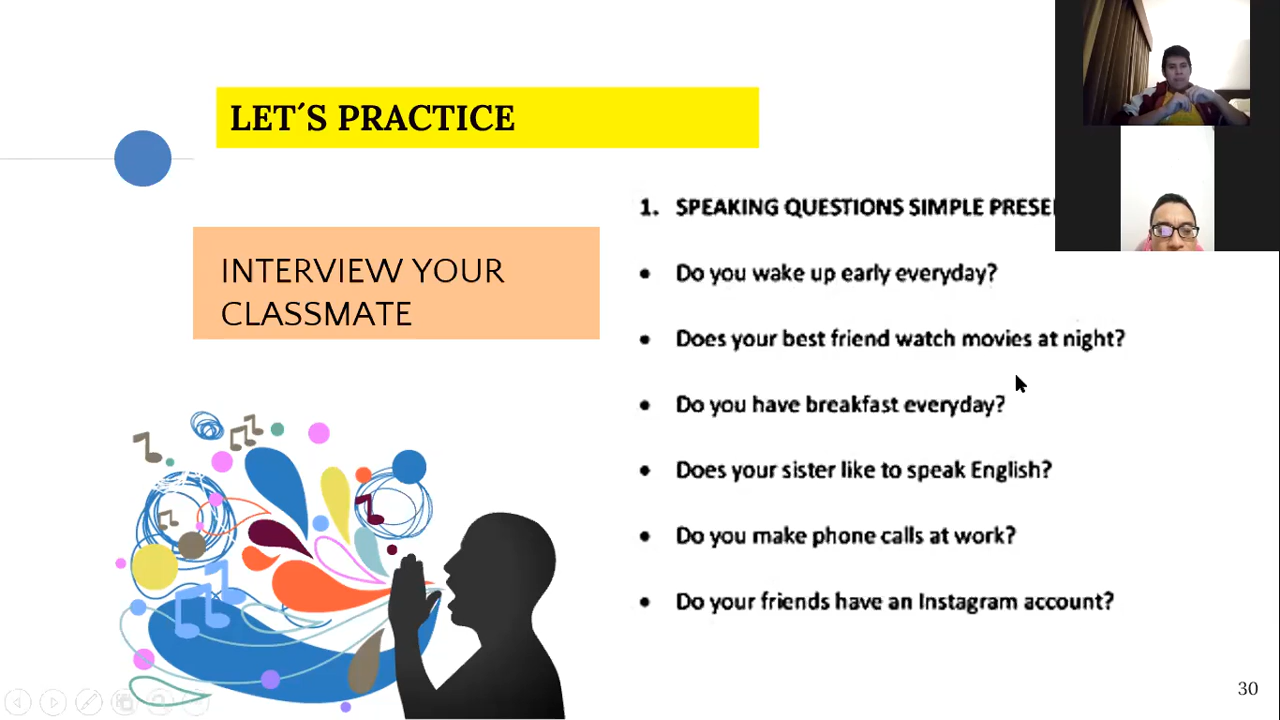 LET´S PRACTICE
INTERVIEW YOUR
CLASSMATE
1. SPEAKING QUESTIONS SIMPLE
• Do you wake up early everyday?
• Does your best friend watch movies at night?
• Do you have breakfast everyday?
• Does your sister like to speak English?
• Do you make phone calls at work?
• Do your friends have an Instagram account?
30